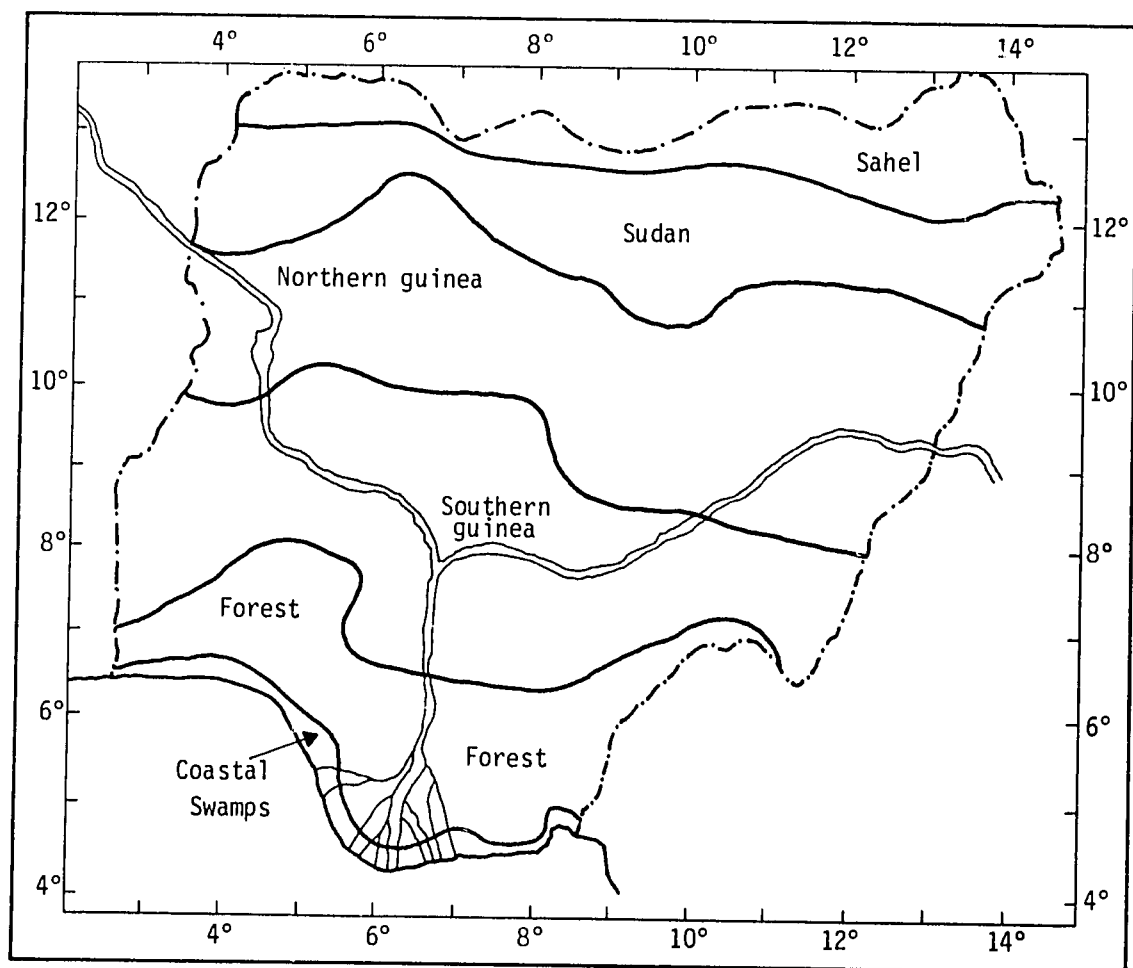 4° 6° 8° 10° 12° 14°
Sahel
12° 12°
Sudan
Northern guinea
10° 10°
Southern
guinea
8° 8°
Forest
6° 6°
Forest
Coastal
Swamps
4° 4°
4° 6° 8° 10° 12° 14°